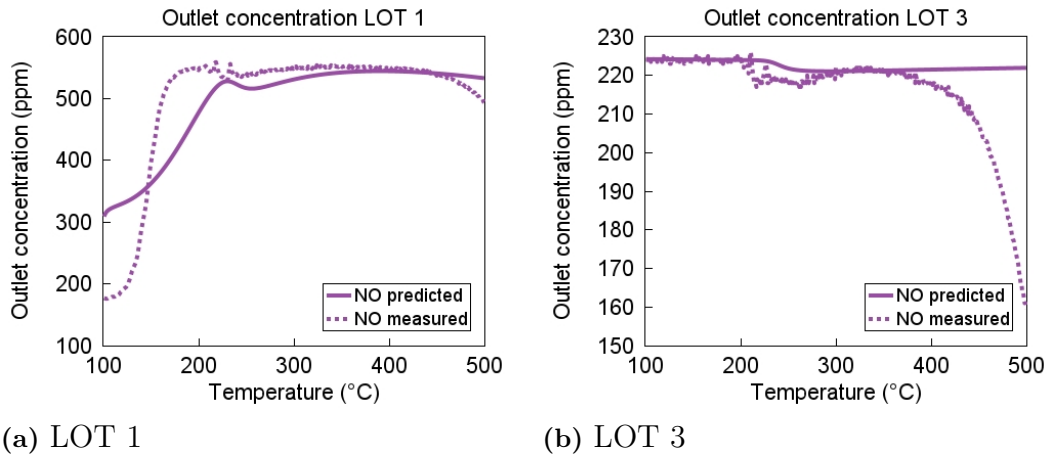 Outlet concentration LOT 1
600
500
400
300
200
100
Outlet concentration (ppm)
NO predicted
NO measured
100 200 300 400 500
Temperature (°C)
(a) LOT 1
Outlet concentration LOT 3
230
220
210
200
190
180
170
160
150
Outlet concentration (ppm)
NO predicted
NO measured
100 200 300 400 500
Temperature (°C)
(b) LOT 3